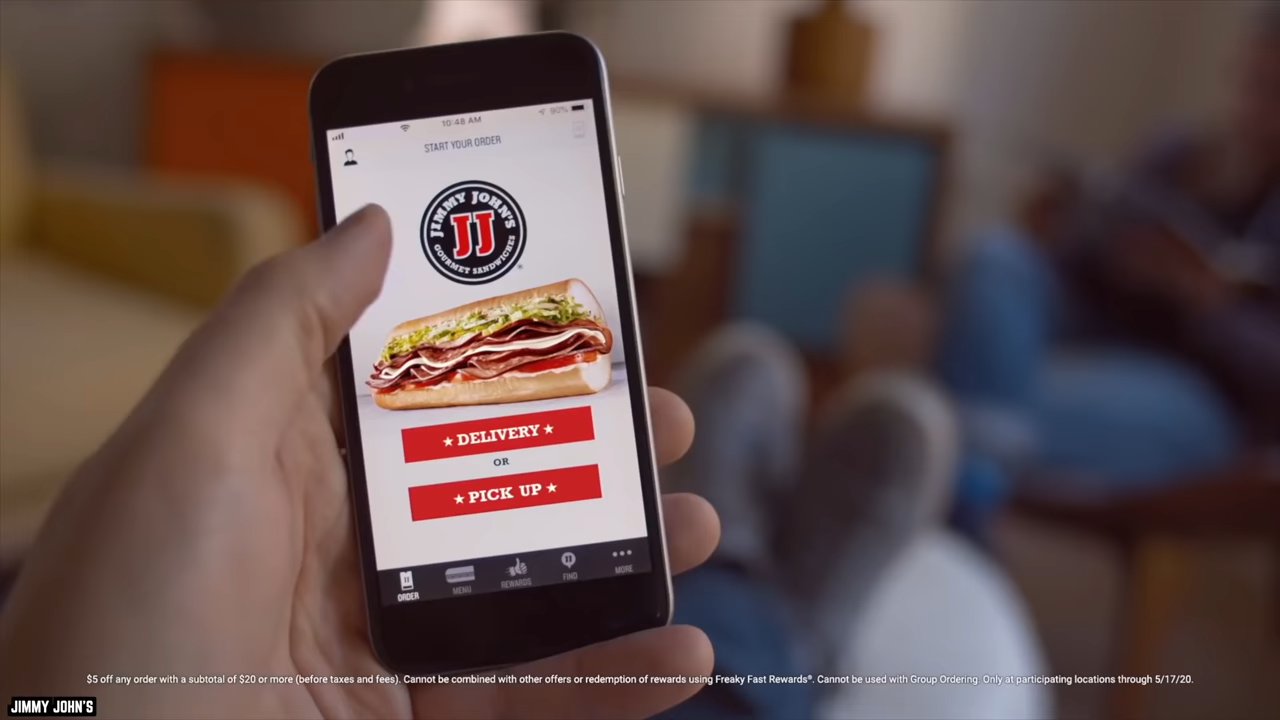 10:48 AM
90%
START YOUR ORDER
JIMMY JOHN'S
JJ
GOURMET SANDWICHES
®
★ DELIVERY ★
OR
★ PICK UP ★
ORDER
MENU
REWARDS
FIND
MORE
$5 off any order with a subtotal of $20 or more (before taxes and fees). Cannot be combined with other offers or redemption of rewards using Freaky Fast Rewards®. Cannot be used with Group Ordering. Only at participating locations through 5/17/20.
JIMMY JOHN'S